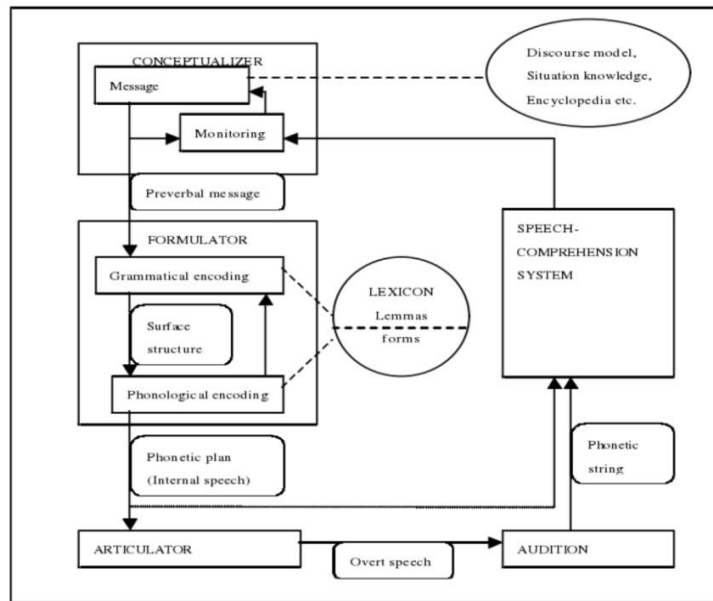 CONCEPTUALIZER
Message
Monitoring
Discourse model,
Situation knowledge,
Encyclopedia etc.
Preverbal message
FORMULATOR
Grammatical encoding
Surface
structure
Phonological encoding
LEXICON
Lemmas
forms
SPEECH-
COMPREHENSION
SYSTEM
Phonetic plan
(Internal speech)
Phonetic
string
ARTICULATOR
Overt speech
AUDITION